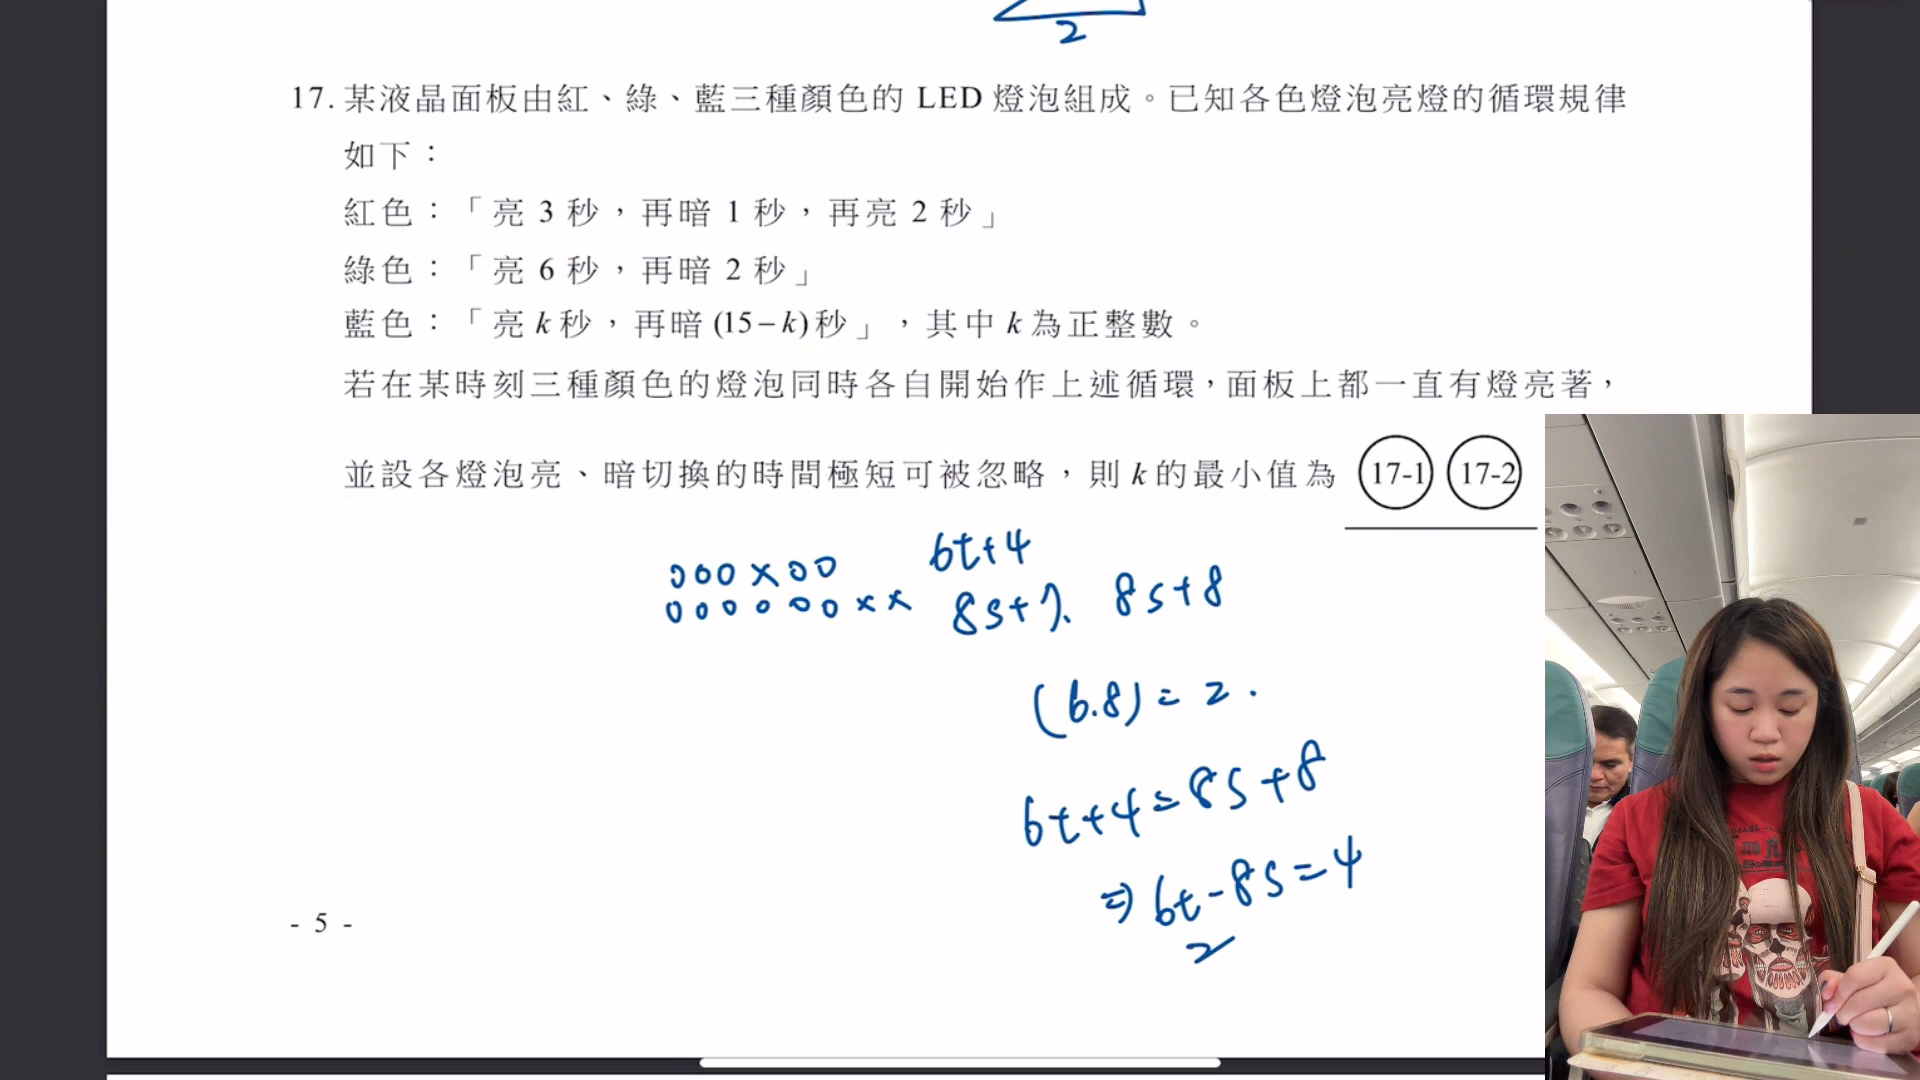 2
17. 某液晶面板由紅、綠、藍三種顏色的 LED 燈泡組成。已知各色燈泡亮燈的循環規律
如下：
紅色：「亮 3 秒，再暗 1 秒，再亮 2 秒」
綠色：「亮 6 秒，再暗 2 秒」
藍色：「亮 k 秒，再暗 (15－k) 秒」，其中 k 為正整數。
若在某時刻三種顏色的燈泡同時各自開始作上述循環，面板上都一直有燈亮著，
並設各燈泡亮、暗切換的時間極短可被忽略，則 k 的最小值為 17-1 17-2
000×00 6t+4
000000×× 8s+7、8s+8
(6.8)=2.
6t+4=8s+8
⇒6t-8s=4
2
- 5 -